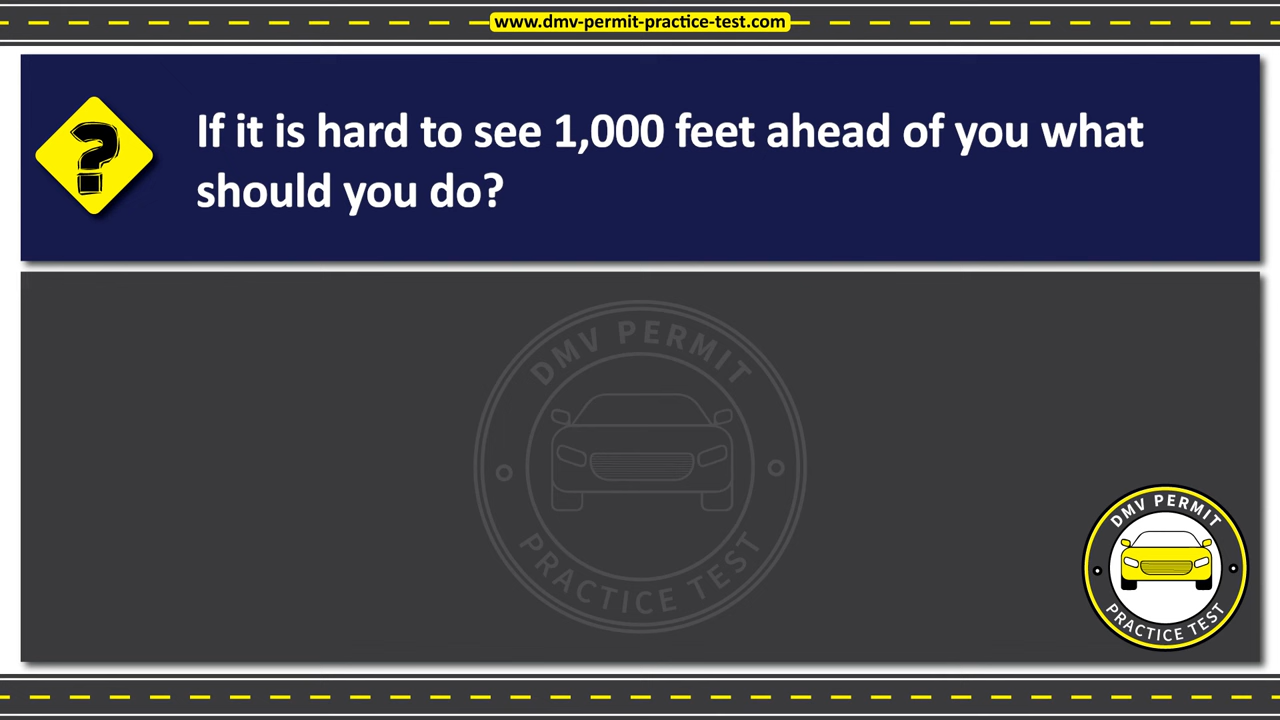 www.dmv-permit-practice-test.com
?
If it is hard to see 1,000 feet ahead of you what
should you do?
DMV PERMIT
PRACTICE TEST
DMV PERMIT
PRACTICE TEST